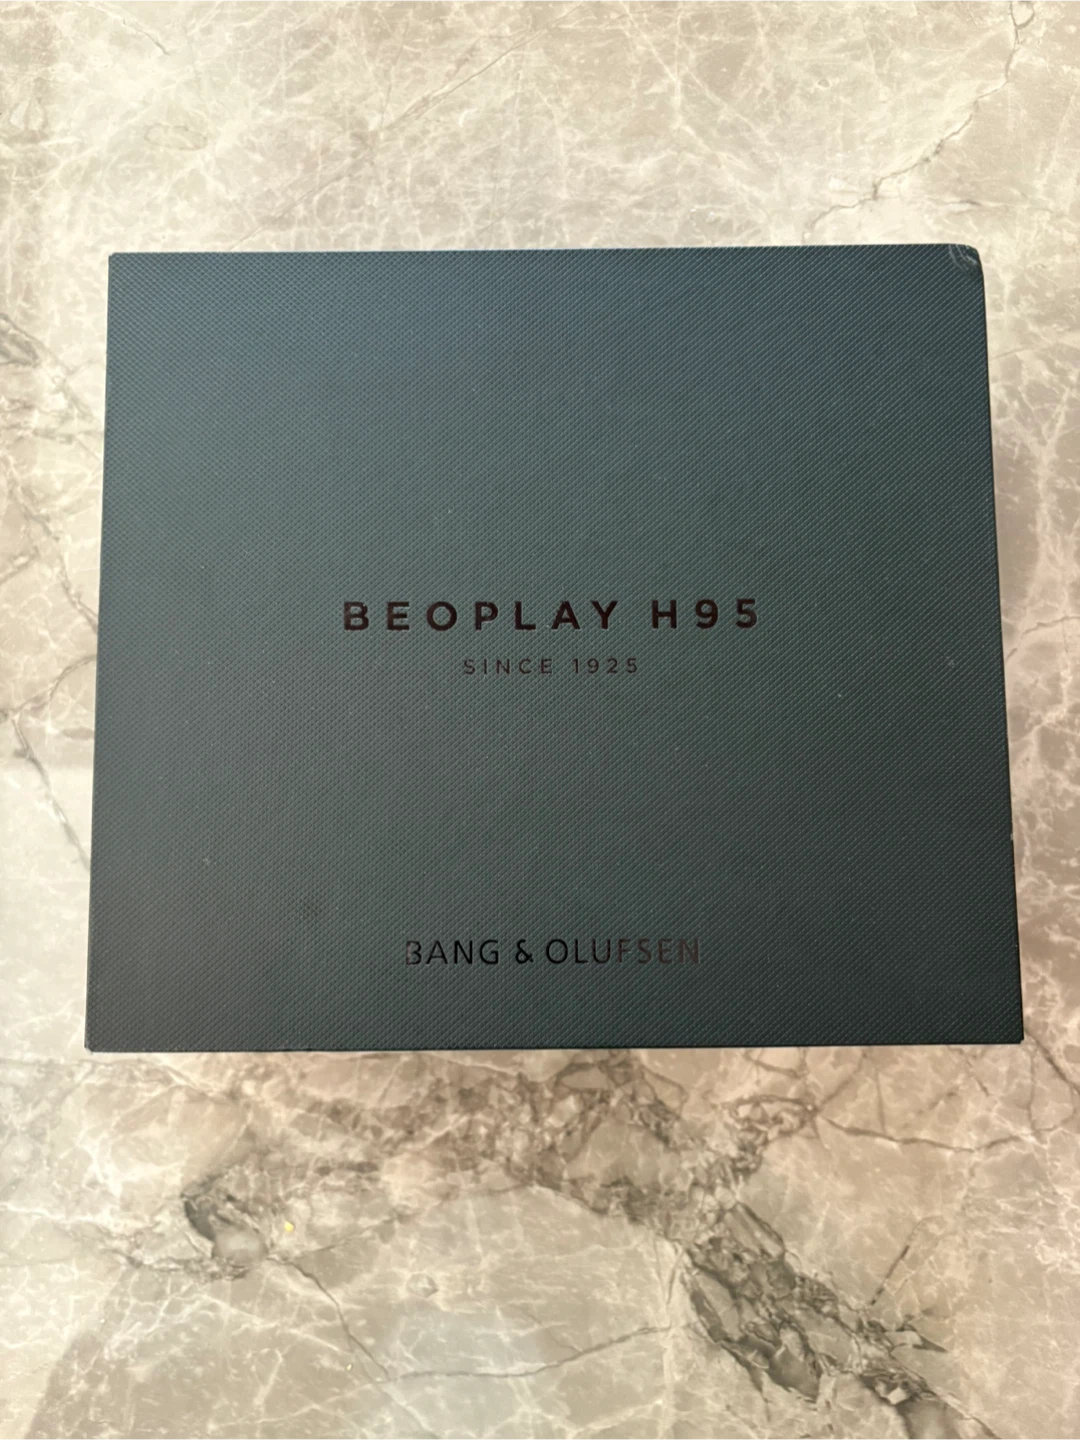 BEOPLAY H95
SINCE 1925
BANG & OLUFSEN